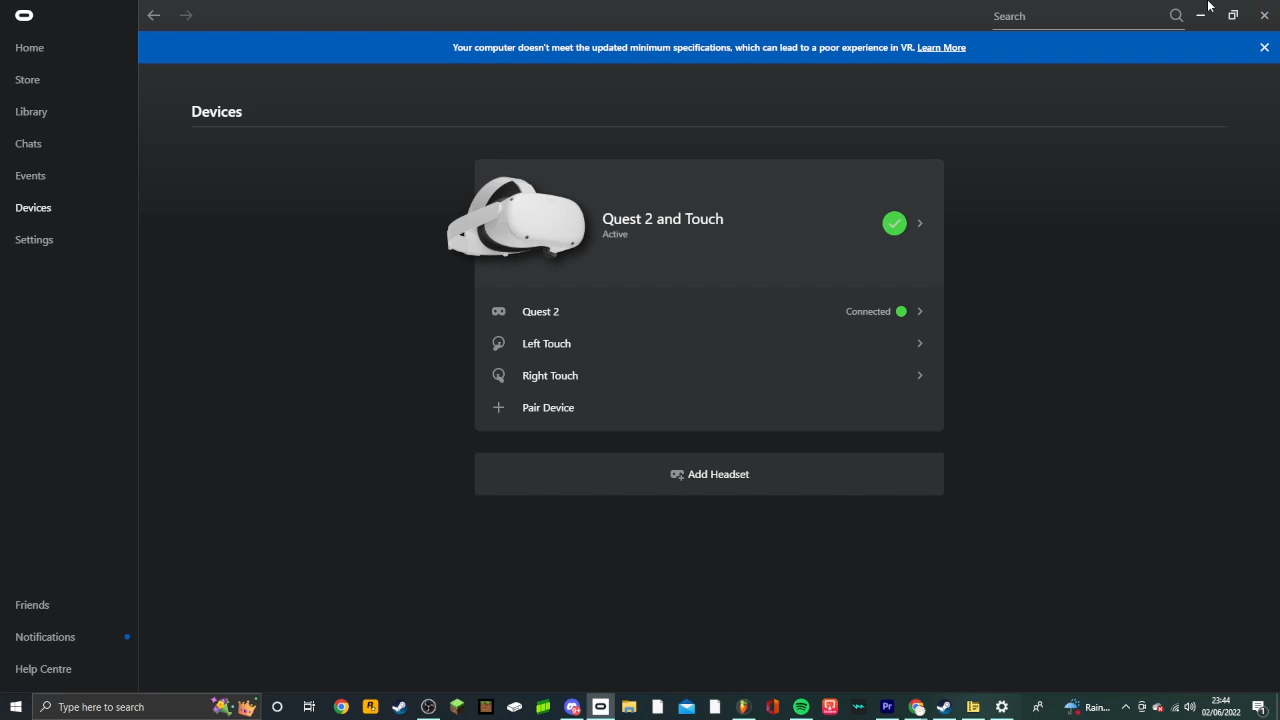 Search
Home
Your computer doesn't meet the updated minimum specifications, which can lead to a poor experience in VR. Learn More
Store
Library
Devices
Chats
Events
Devices
Settings
Quest 2 and Touch
Active
Quest 2
Connected
Left Touch
Right Touch
Pair Device
Add Headset
Friends
Notifications
Help Centre
Type here to search
Rain...
23:44
02/06/2022